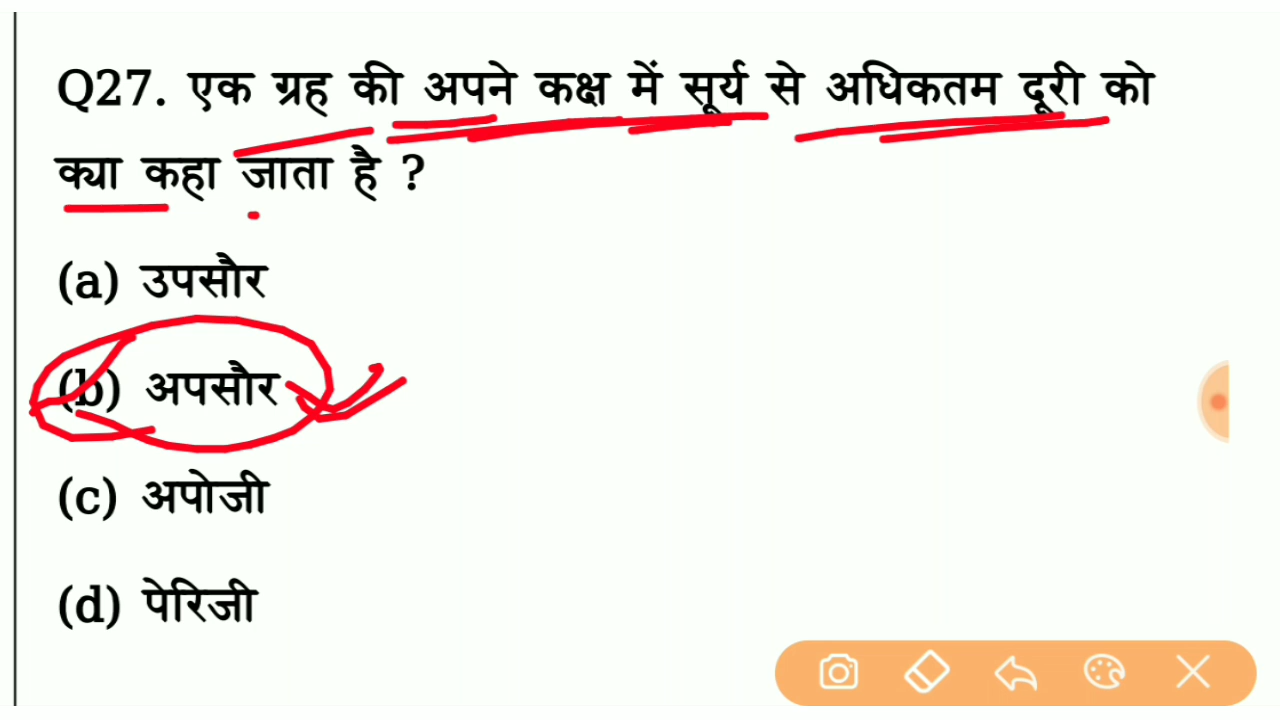 Q27. एक ग्रह की अपने कक्ष में सूर्य से अधिकतम दूरी को
क्या कहा जाता है ?
(a) उपसौर
(b) अपसौर
(c) अपोजी
(d) पेरिजी